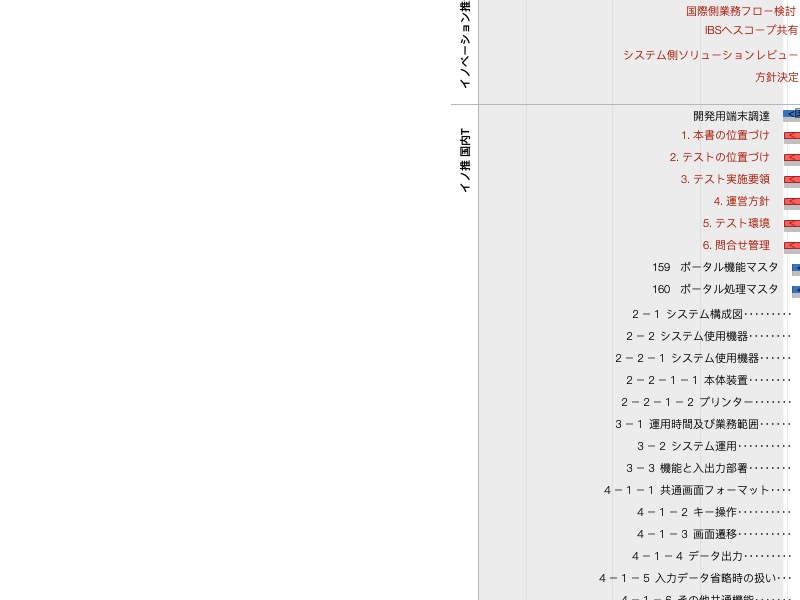 イノベーション推
国際側業務フロー検討
IBSへスコープ共有
システム側ソリューションレビュー
方針決定
イノ推 国内T
開発用端末調達
1. 本書の位置づけ
2. テストの位置づけ
3. テスト実施要領
4. 運営方針
5. テスト環境
6. 問合せ管理
159 ポータル機能マスタ
160 ポータル処理マスタ
２－１ システム構成図･････････
２－２ システム使用機器････････
２－２－１ システム使用機器･･････
２－２－１－１ 本体装置････････
２－２－１－２ プリンター･･･････
３－１ 運用時間及び業務範囲･･････
３－２ システム運用･･････････
３－３ 機能と入出力部署････････
４－１－１ 共通画面フォーマット････
４－１－２ キー操作･･････････
４－１－３ 画面遷移･･････････
４－１－４ データ出力･････････
４－１－５ 入力データ省略時の扱い･･･
４－１－６ その他共通機能･･･････